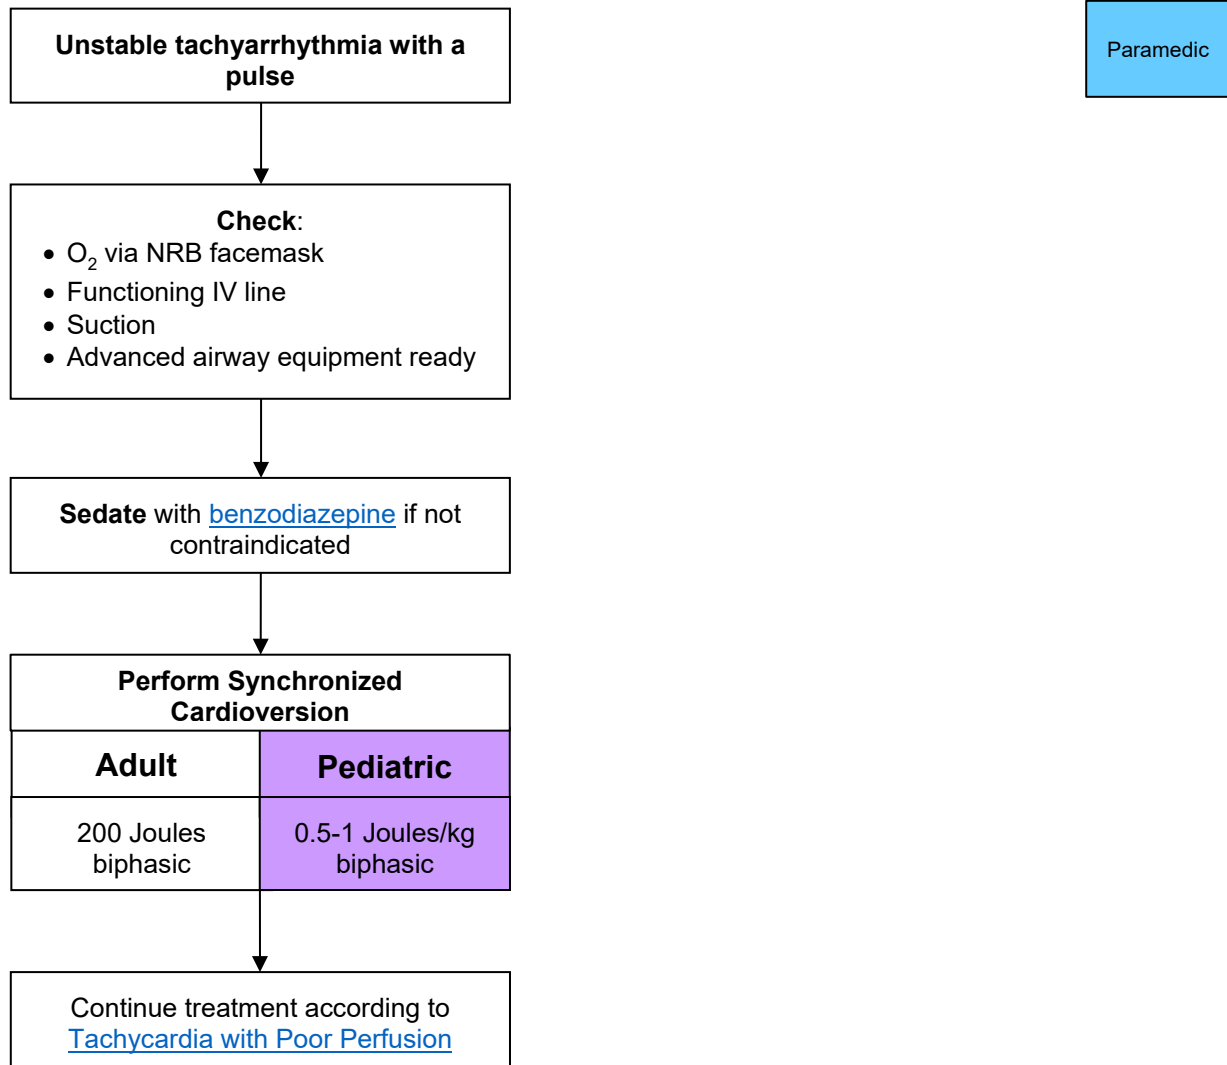 Unstable tachyarrhythmia with a
pulse
Paramedic
Check:
• O₂ via NRB facemask
• Functioning IV line
• Suction
• Advanced airway equipment ready
Sedate with benzodiazepine if not
contraindicated
Perform Synchronized
Cardioversion
Adult
Pediatric
200 Joules
biphasic
0.5-1 Joules/kg
biphasic
Continue treatment according to
Tachycardia with Poor Perfusion